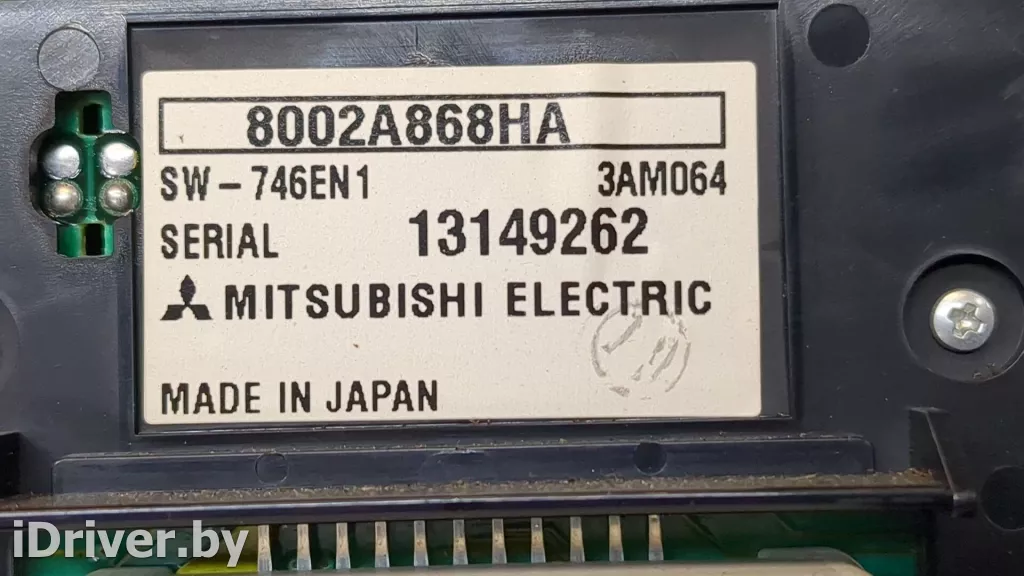 8002A868HA
SW-746EN1 3AM064
SERIAL 13149262
MITSUBISHI ELECTRIC
MADE IN JAPAN
iDriver.by